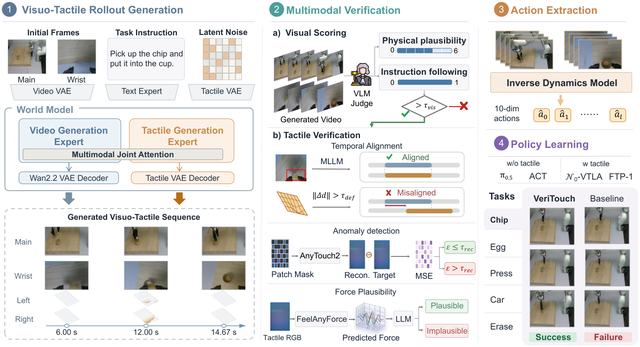 1 Visuo-Tactile Rollout Generation
Initial Frames
Task Instruction
Latent Noise
Pick up the chip and
put it into the cup.
Main
Wrist
Video VAE
Text Expert
Tactile VAE
World Model
Video Generation
Expert
Tactile Generation
Expert
Multimodal Joint Attention
Wan2.2 VAE Decoder
Tactile VAE Decoder
Generated Visuo-Tactile Sequence
Main
Wrist
Left
Right
6.00 s
12.00 s
14.67 s
2 Multimodal Verification
a) Visual Scoring
Generated Video
VLM
Judge
Physical plausibility
0
6
Instruction following
0
1
> τvis
b) Tactile Verification
Temporal Alignment
MLLM
Aligned
‖Δd‖ > τdef
Misaligned
Anomaly detection
Patch Mask
AnyTouch2
Recon.
Target
MSE
ε ≤ τrec
ε > τrec
Force Plausibility
Tactile RGB
FeelAnyForce
Predicted Force
LLM
Plausible
Implausible
3 Action Extraction
Inverse Dynamics Model
10-dim
actions
â0
â1
......
ât
4 Policy Learning
w/o tactile
w tactile
π0.5
ACT
N0-VTLA
FTP-1
Tasks
VeriTouch
Baseline
Chip
Egg
Press
Car
Erase
Success
Failure